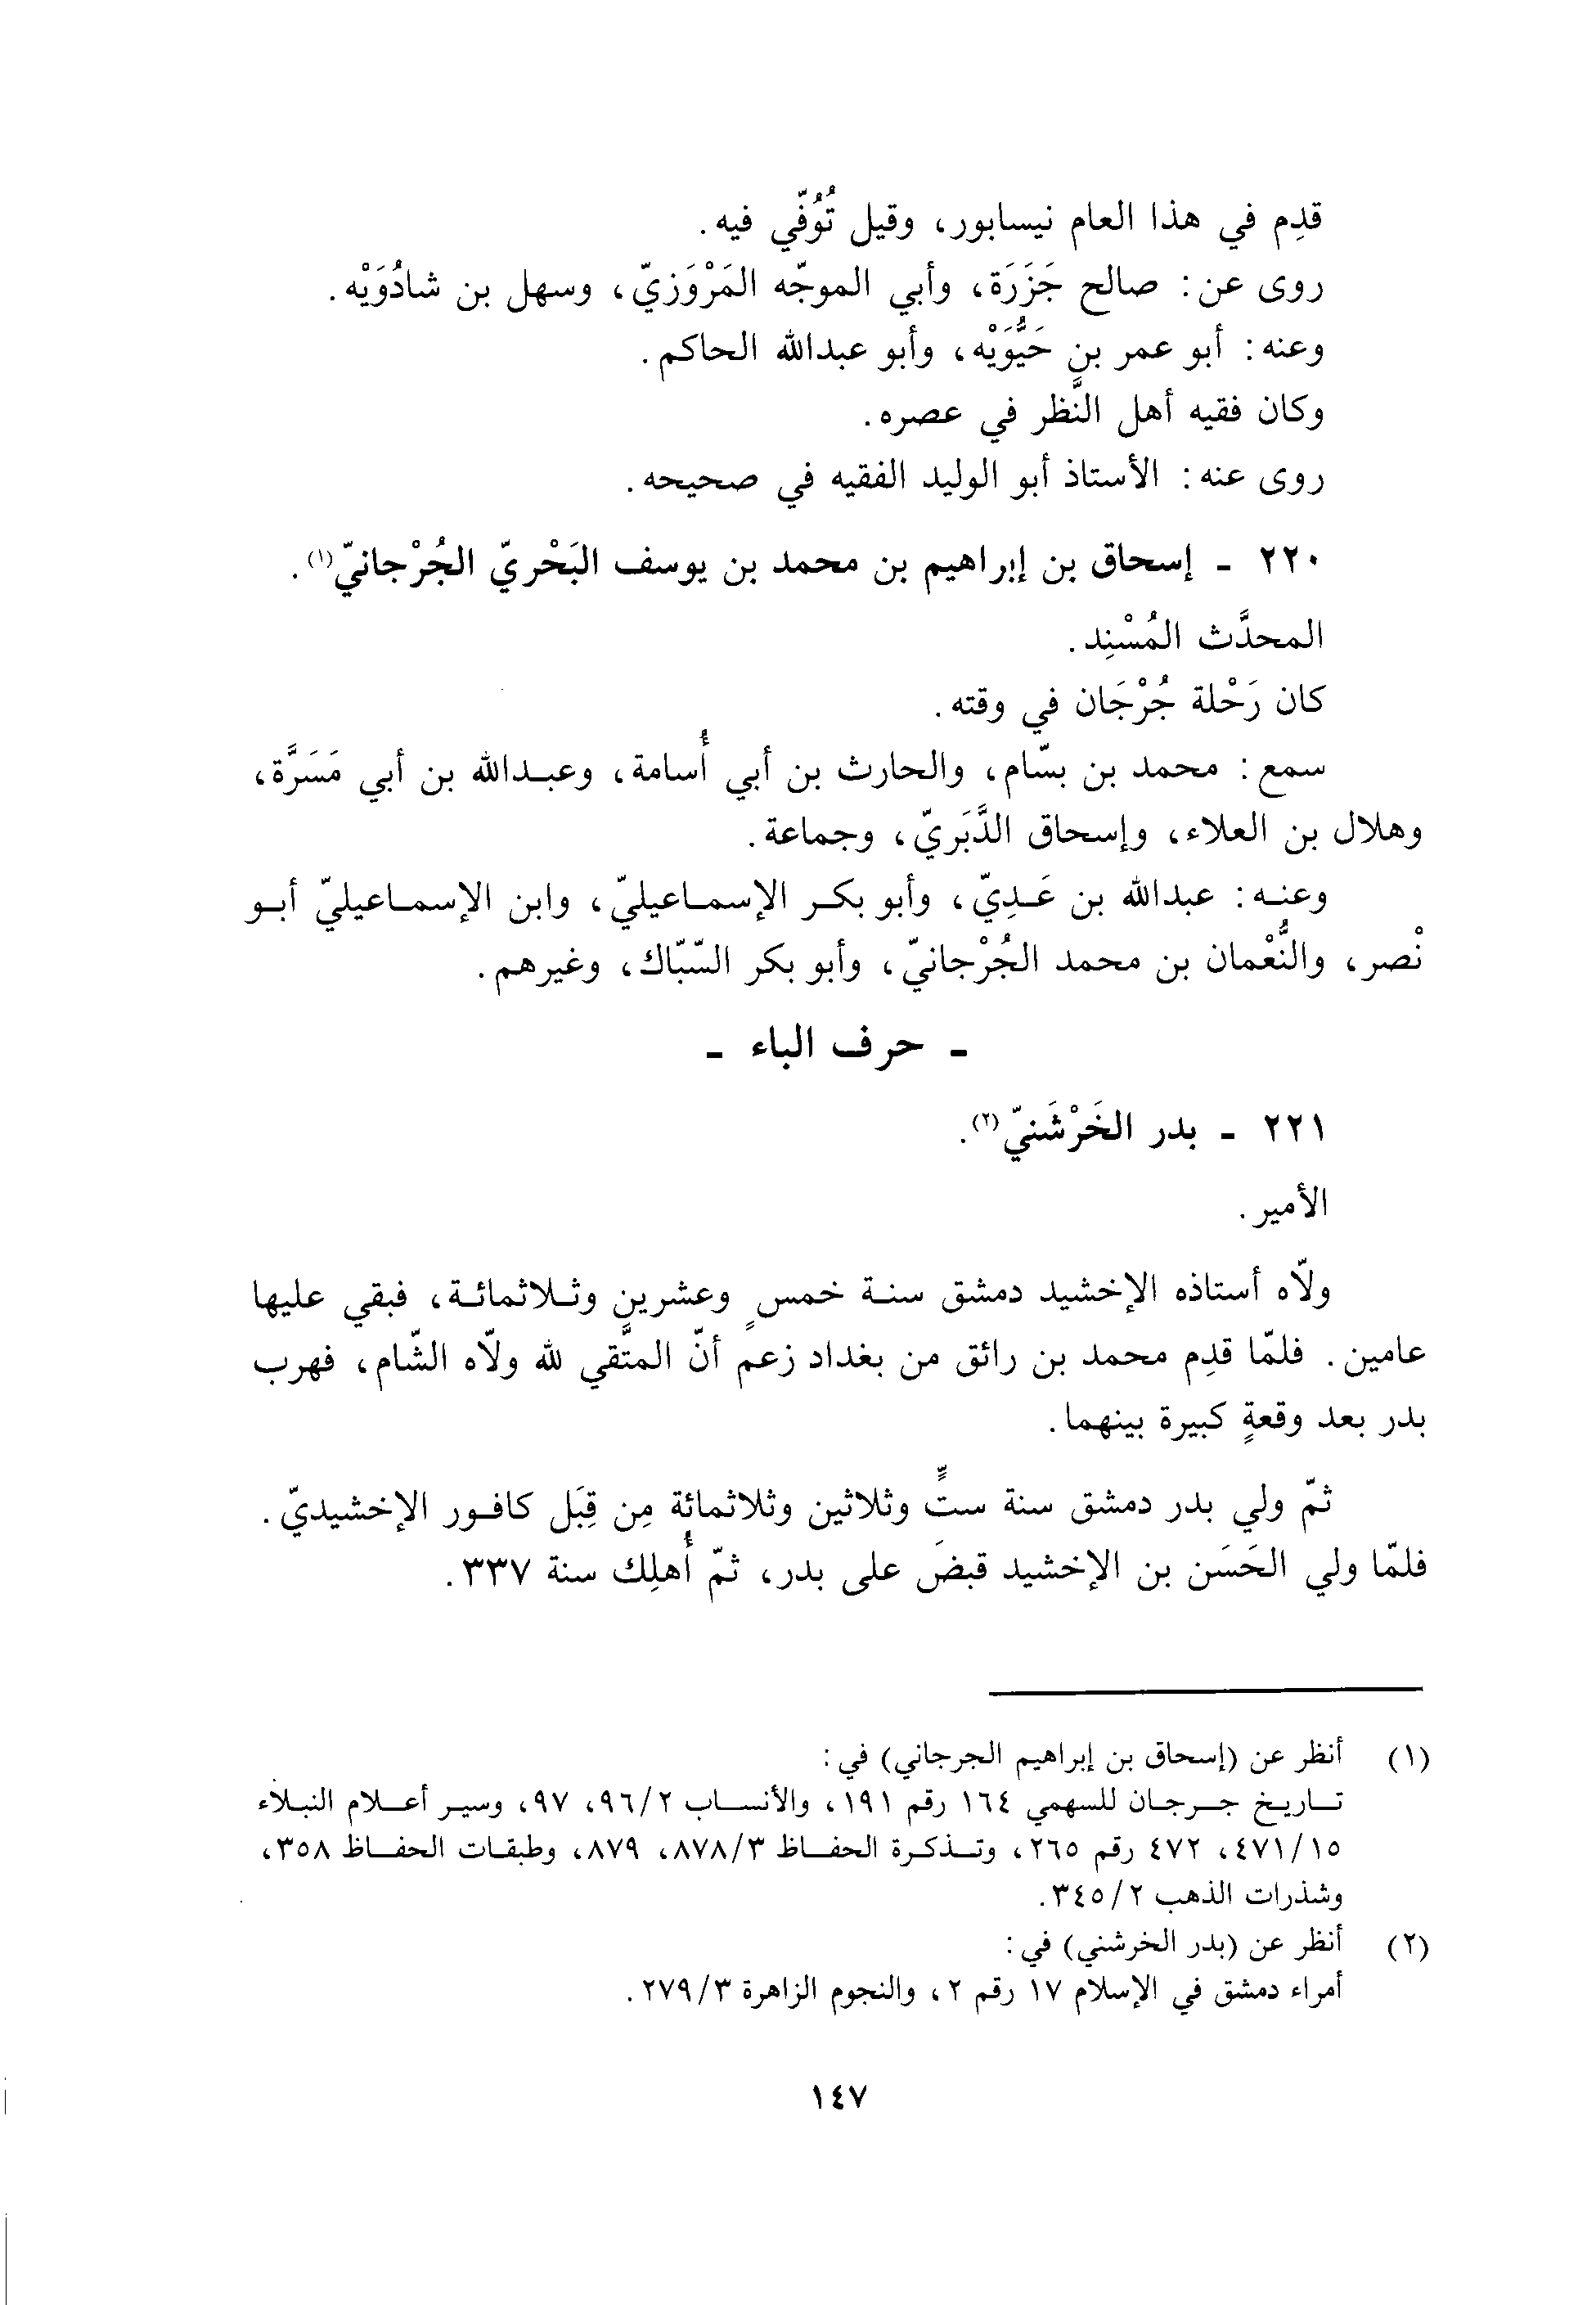 قدِم في هذا العام نيسابور، وقيل تُوُفّي فيه.
روى عن: صالح جَزَرَة، وأبي الموجّه المَرْوَزيّ، وسهل بن شاذُوَيْه.
وعنه: أبو عمر بن حَيُّوَيْه، وأبو عبدالله الحاكم.
وكان فقيه أهل النَّظر في عصره.
روى عنه: الأستاذ أبو الوليد الفقيه في صحيحه.
٢٢٠ - إسحاق بن إبراهيم بن محمد بن يوسف البَحْريّ الجُرْجانيّ(١).
المحدَّث المُسْنِد.
كان رَحْلة جُرْجَان في وقته.
سمع: محمد بن بسّام، والحارث بن أبي أُسامة، وعبدالله بن أبي مَسَرَّة،
وهلال بن العلاء، وإسحاق الدَّبَريّ، وجماعة.
وعنه: عبدالله بن عَدِيّ، وأبو بكر الإسماعيليّ، وابن الإسماعيليّ أبو
نْصر، والنُّعْمان بن محمد الجُرْجانيّ، وأبو بكر السّبّاك، وغيرهم.
- حرف الباء -
٢٢١ - بدر الخَرْشَنيّ(٢).
الأمير.
ولّاه أستاذه الإخشيد دمشق سنة خمسٍ وعشرين وثلاثمائة، فبقي عليها
عامين. فلمّا قدِم محمد بن رائق من بغداد زعم أنّ المتَّقي لله ولّاه الشّام، فهرب
بدر بعد وقعةٍ كبيرة بينهما.
ثمّ ولي بدر دمشق سنة ستٍّ وثلاثين وثلاثمائة مِن قِبَل كافور الإخشيديّ.
فلمّا ولي الحَسَن بن الإخشيد قبضَ على بدر، ثمّ أُهلِك سنة ٣٣٧.
(١) أنظر عن (إسحاق بن إبراهيم الجرجاني) في:
تاريخ جرجان للسهمي ١٦٤ رقم ١٩١، والأنساب ٩٦/٢، ٩٧، وسير أعلام النبلاء
٤٧١/١٥، ٤٧٢ رقم ٢٦٥، وتذكرة الحفاظ ٨٧٨/٣، ٨٧٩، وطبقات الحفاظ ٣٥٨،
وشذرات الذهب ٣٤٥/٢.
(٢) أنظر عن (بدر الخرشني) في:
أمراء دمشق في الإسلام ١٧ رقم ٢، والنجوم الزاهرة ٢٧٩/٣.
١٤٧